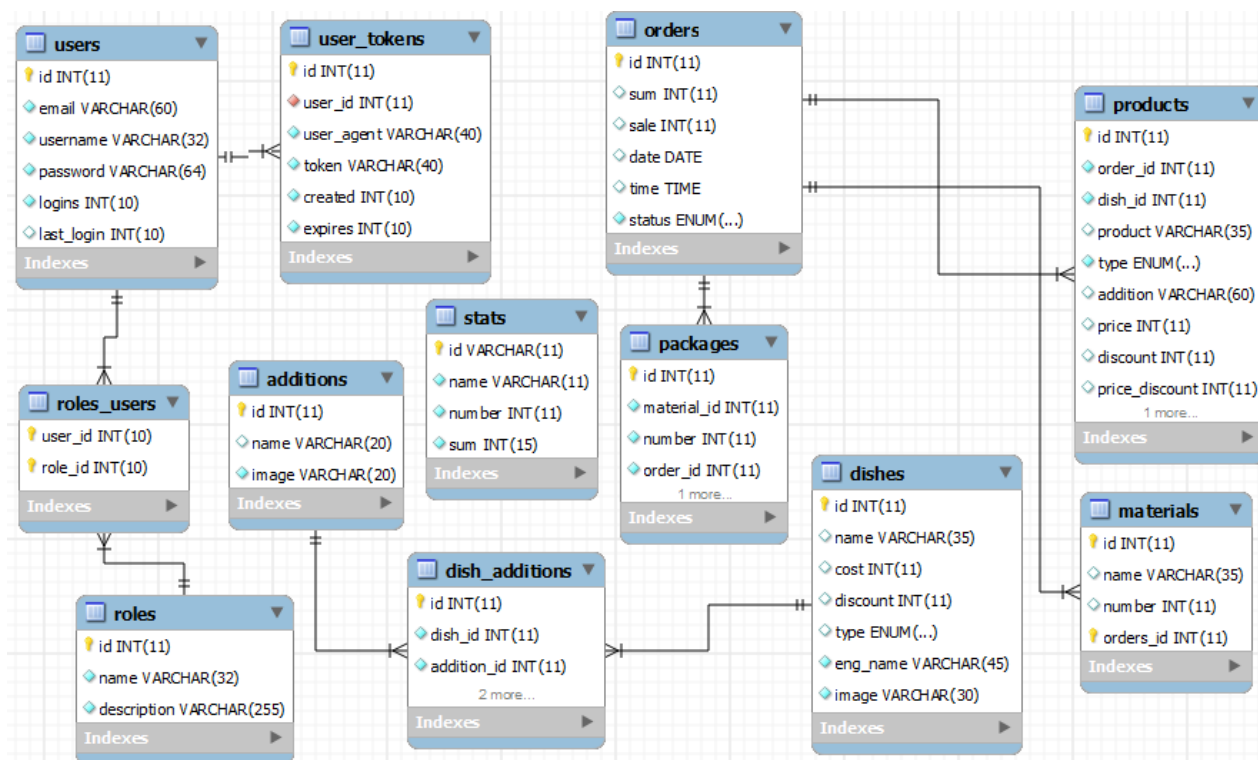 users
id INT(11)
email VARCHAR(60)
username VARCHAR(32)
password VARCHAR(64)
logins INT(10)
last_login INT(10)
Indexes
user_tokens
id INT(11)
user_id INT(11)
user_agent VARCHAR(40)
token VARCHAR(40)
created INT(10)
expires INT(10)
Indexes
orders
id INT(11)
sum INT(11)
sale INT(11)
date DATE
time TIME
status ENUM(...)
Indexes
products
id INT(11)
order_id INT(11)
dish_id INT(11)
product VARCHAR(35)
type ENUM(...)
addition VARCHAR(60)
price INT(11)
discount INT(11)
price_discount INT(11)
1 more...
Indexes
stats
id VARCHAR(11)
name VARCHAR(11)
number INT(11)
sum INT(15)
Indexes
packages
id INT(11)
material_id INT(11)
number INT(11)
order_id INT(11)
1 more...
Indexes
additions
id INT(11)
name VARCHAR(20)
image VARCHAR(20)
Indexes
roles_users
user_id INT(10)
role_id INT(10)
Indexes
dishes
id INT(11)
name VARCHAR(35)
cost INT(11)
discount INT(11)
type ENUM(...)
eng_name VARCHAR(45)
image VARCHAR(30)
Indexes
materials
id INT(11)
name VARCHAR(35)
number INT(11)
orders_id INT(11)
Indexes
dish_additions
id INT(11)
dish_id INT(11)
addition_id INT(11)
2 more...
Indexes
roles
id INT(11)
name VARCHAR(32)
description VARCHAR(255)
Indexes